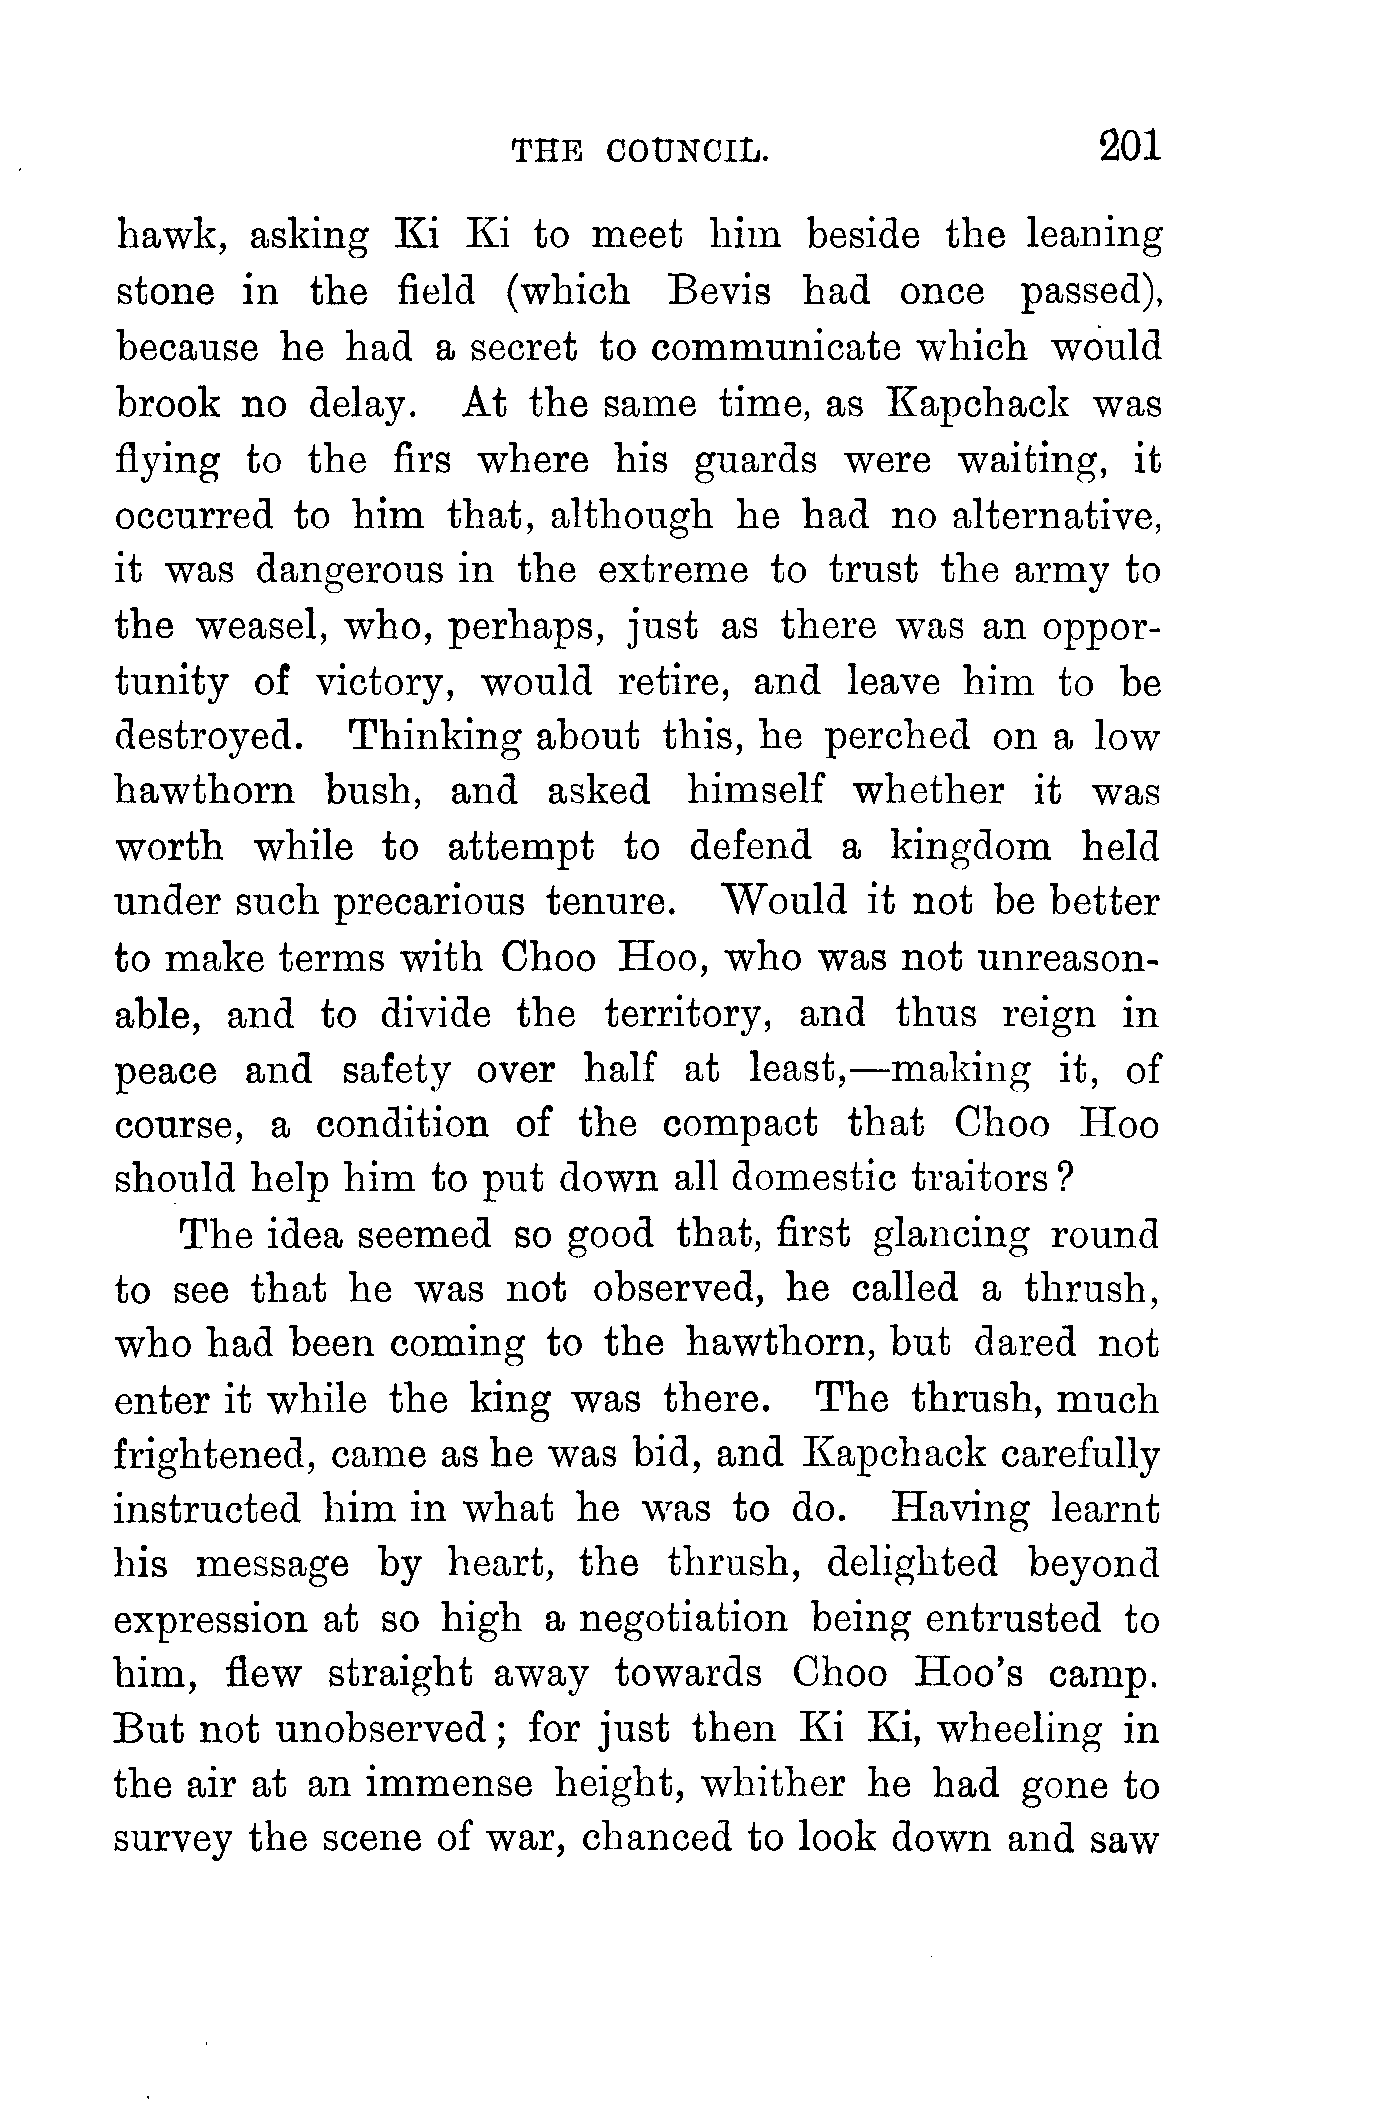 THE COUNCIL. 201
hawk, asking Ki Ki to meet him beside the leaning
stone in the field (which Bevis had once passed),
because he had a secret to communicate which would
brook no delay. At the same time, as Kapchack was
flying to the firs where his guards were waiting, it
occurred to him that, although he had no alternative,
it was dangerous in the extreme to trust the army to
the weasel, who, perhaps, just as there was an oppor-
tunity of victory, would retire, and leave him to be
destroyed. Thinking about this, he perched on a low
hawthorn bush, and asked himself whether it was
worth while to attempt to defend a kingdom held
under such precarious tenure. Would it not be better
to make terms with Choo Hoo, who was not unreason-
able, and to divide the territory, and thus reign in
peace and safety over half at least,—making it, of
course, a condition of the compact that Choo Hoo
should help him to put down all domestic traitors?
The idea seemed so good that, first glancing round
to see that he was not observed, he called a thrush,
who had been coming to the hawthorn, but dared not
enter it while the king was there. The thrush, much
frightened, came as he was bid, and Kapchack carefully
instructed him in what he was to do. Having learnt
his message by heart, the thrush, delighted beyond
expression at so high a negotiation being entrusted to
him, flew straight away towards Choo Hoo's camp.
But not unobserved; for just then Ki Ki, wheeling in
the air at an immense height, whither he had gone to
survey the scene of war, chanced to look down and saw